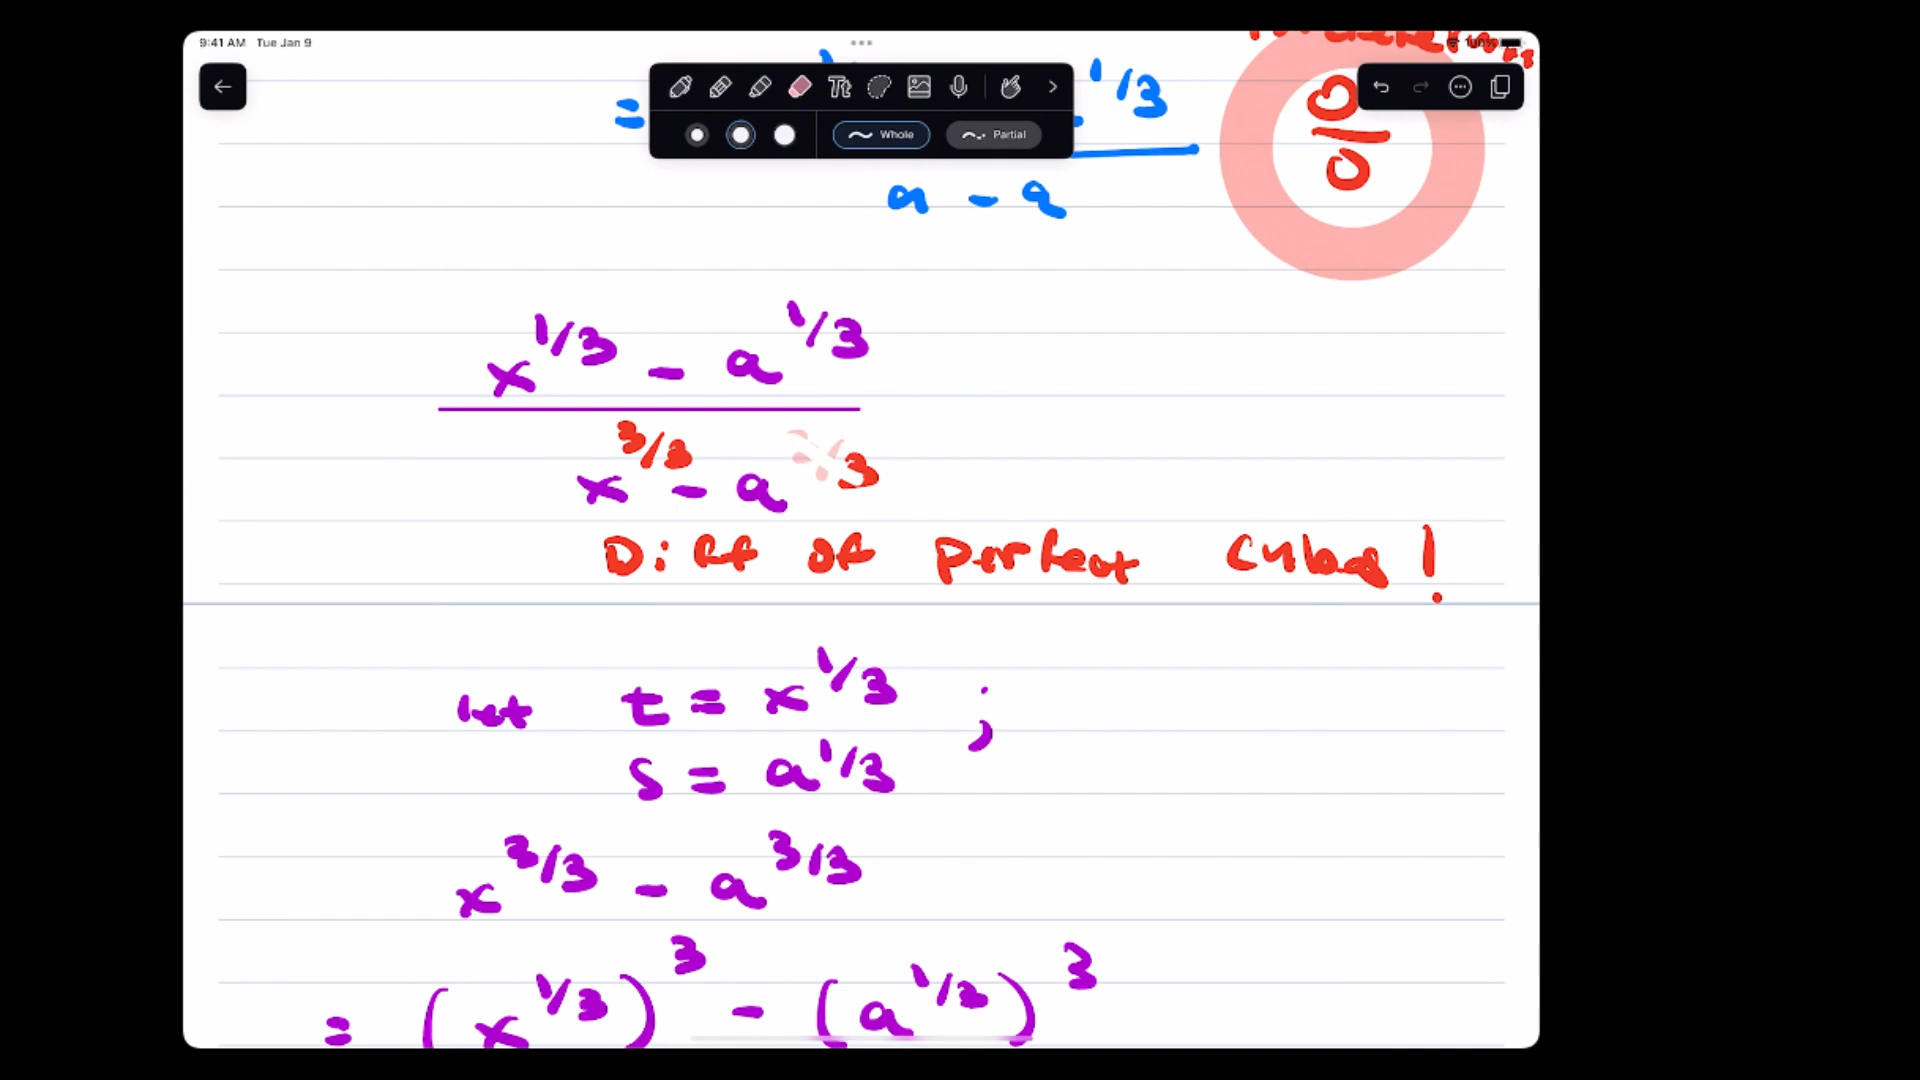 9:41 AM Tue Jan 9
100%
= 1/3
Tt
Whole Partial
a - a
0/0
x^1/3 - a^1/3
x^3/3 - a^3
Diff of perfect cubes!
let t = x^1/3 ;
s = a^1/3
x^3/3 - a^3/3
= (x^1/3)^3 - (a^1/3)^3